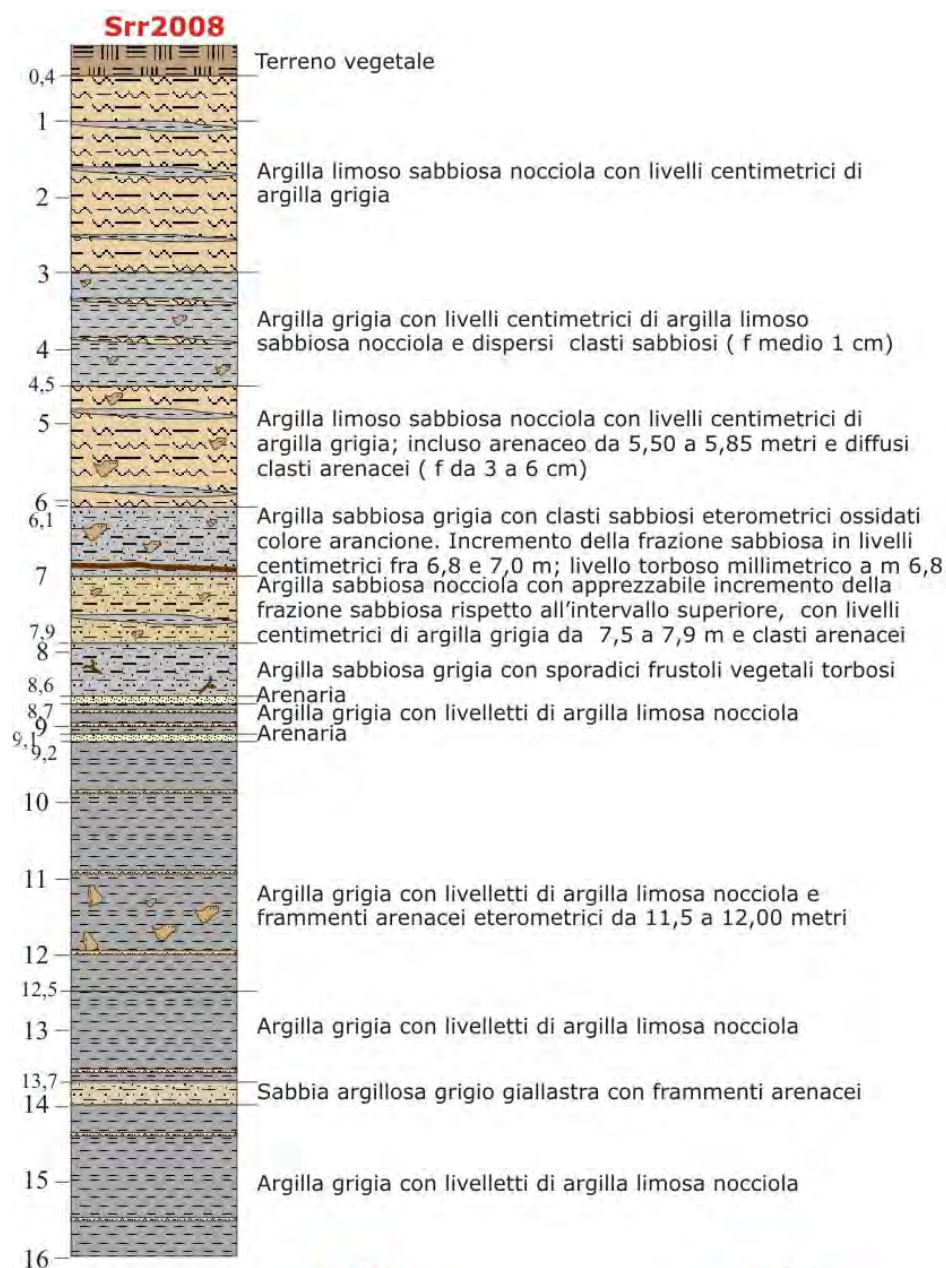 Srr2008
Terreno vegetale
0,4
1
Argilla limoso sabbiosa nocciola con livelli centimetrici di
argilla grigia
2
3
Argilla grigia con livelli centimetrici di argilla limoso
sabbiosa nocciola e dispersi clasti sabbiosi ( f medio 1 cm)
4
4,5
Argilla limoso sabbiosa nocciola con livelli centimetrici di
argilla grigia; incluso arenaceo da 5,50 a 5,85 metri e diffusi
clasti arenacei ( f da 3 a 6 cm)
5
6
6,1
Argilla sabbiosa grigia con clasti sabbiosi eterometrici ossidati
colore arancione. Incremento della frazione sabbiosa in livelli
centimetrici fra 6,8 e 7,0 m; livello torboso millimetrico a m 6,8
7
Argilla sabbiosa nocciola con apprezzabile incremento della
frazione sabbiosa rispetto all'intervallo superiore, con livelli
centimetrici di argilla grigia da 7,5 a 7,9 m e clasti arenacei
7,9
8
Argilla sabbiosa grigia con sporadici frustoli vegetali torbosi
8,6
Arenaria
8,7
Argilla grigia con livelletti di argilla limosa nocciola
9
9,1
Arenaria
9,2
10
11
Argilla grigia con livelletti di argilla limosa nocciola e
frammenti arenacei eterometrici da 11,5 a 12,00 metri
12
12,5
13
Argilla grigia con livelletti di argilla limosa nocciola
13,7
Sabbia argillosa grigio giallastra con frammenti arenacei
14
15
Argilla grigia con livelletti di argilla limosa nocciola
16